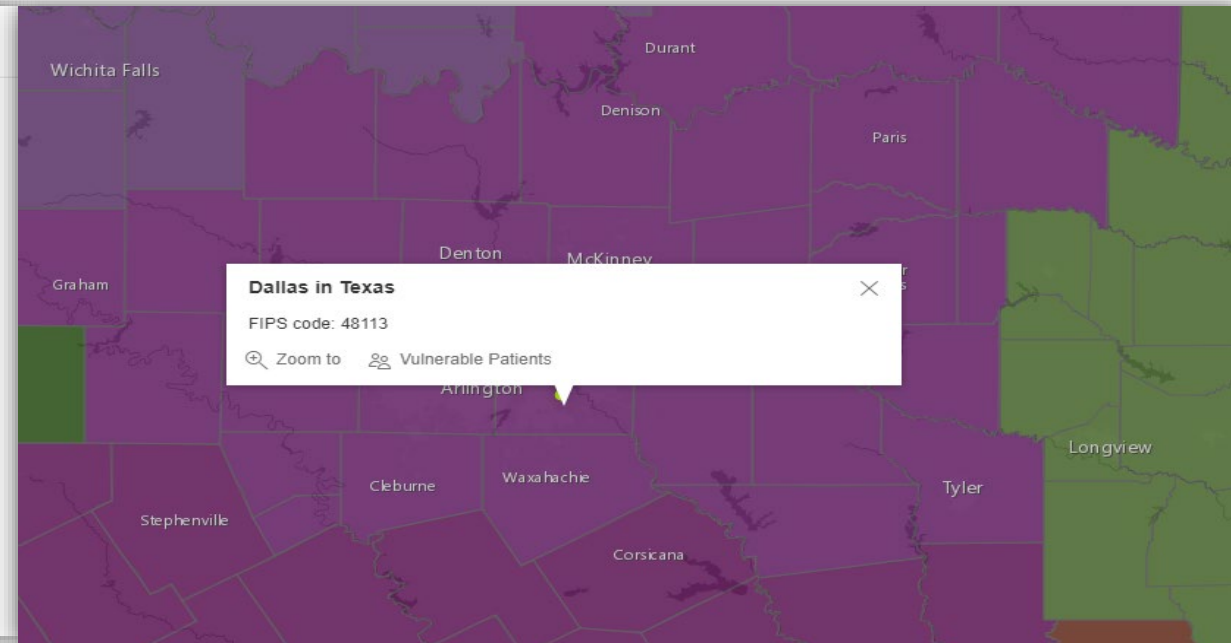 Durant
Wichita Falls
Denison
Paris
Denton
McKinney
Graham
Dallas in Texas
FIPS code: 48113
Zoom to Vulnerable Patients
Arlington
Longview
Waxahachie
Cleburne
Tyler
Stephenville
Corsicana